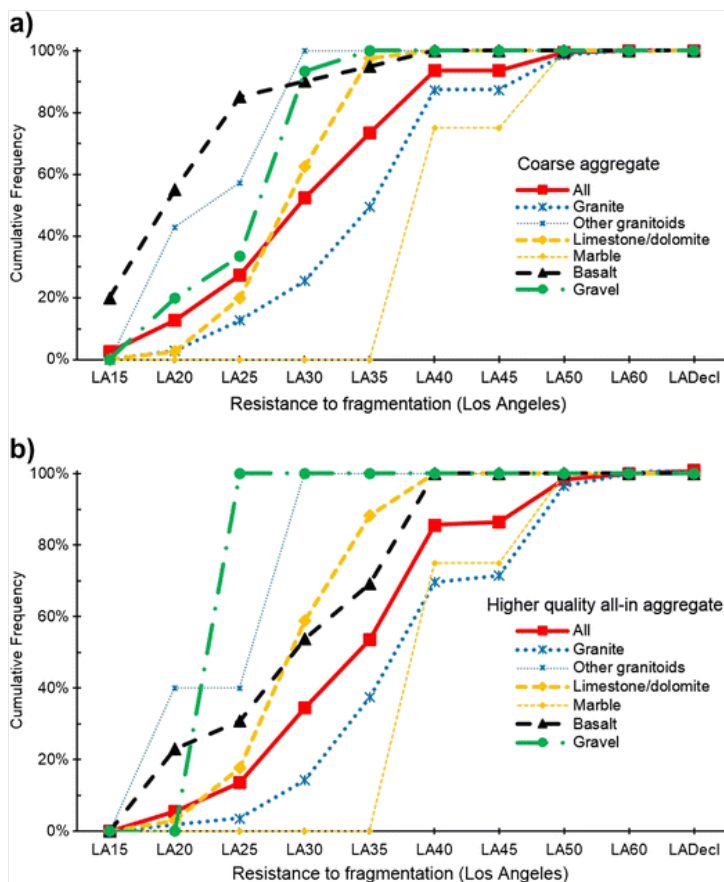 a)
100%
80%
60%
40%
20%
0%
Cumulative Frequency
Coarse aggregate
All
Granite
Other granitoids
Limestone/dolomite
Marble
Basalt
Gravel
LA15 LA20 LA25 LA30 LA35 LA40 LA45 LA50 LA60 LADecl
Resistance to fragmentation (Los Angeles)
b)
100%
80%
60%
40%
20%
0%
Cumulative Frequency
Higher quality all-in aggregate
All
Granite
Other granitoids
Limestone/dolomite
Marble
Basalt
Gravel
LA15 LA20 LA25 LA30 LA35 LA40 LA45 LA50 LA60 LADecl
Resistance to fragmentation (Los Angeles)